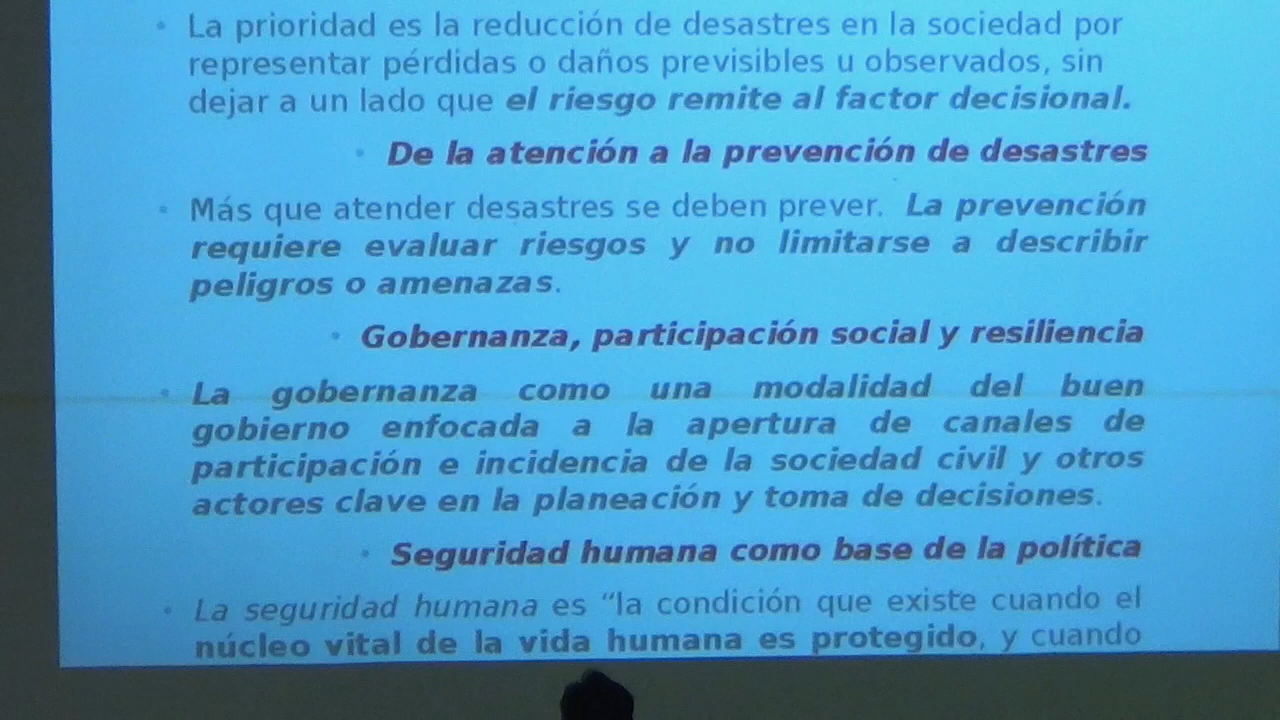 • La prioridad es la reducción de desastres en la sociedad por
representar pérdidas o daños previsibles u observados, sin
dejar a un lado que el riesgo remite al factor decisional.
• De la atención a la prevención de desastres
• Más que atender desastres se deben prever. La prevención
requiere evaluar riesgos y no limitarse a describir
peligros o amenazas.
• Gobernanza, participación social y resiliencia
• La gobernanza como una modalidad del buen
gobierno enfocada a la apertura de canales de
participación e incidencia de la sociedad civil y otros
actores clave en la planeación y toma de decisiones.
• Seguridad humana como base de la política
• La seguridad humana es “la condición que existe cuando el
núcleo vital de la vida humana es protegido, y cuando